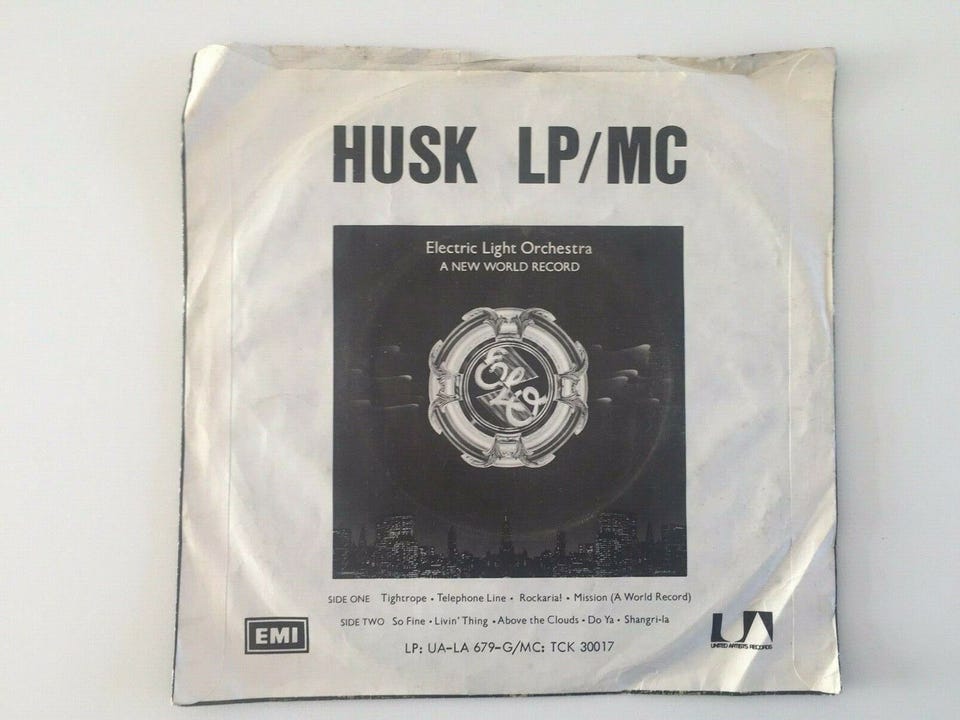 HUSK LP/MC
Electric Light Orchestra
A NEW WORLD RECORD
ELO
SIDE ONE Tightrope • Telephone Line • Rockaria! • Mission (A World Record)
SIDE TWO So Fine • Livin' Thing • Above the Clouds • Do Ya • Shangri-la
LP: UA-LA 679-G/MC: TCK 30017
EMI
UA
UNITED ARTISTS RECORDS